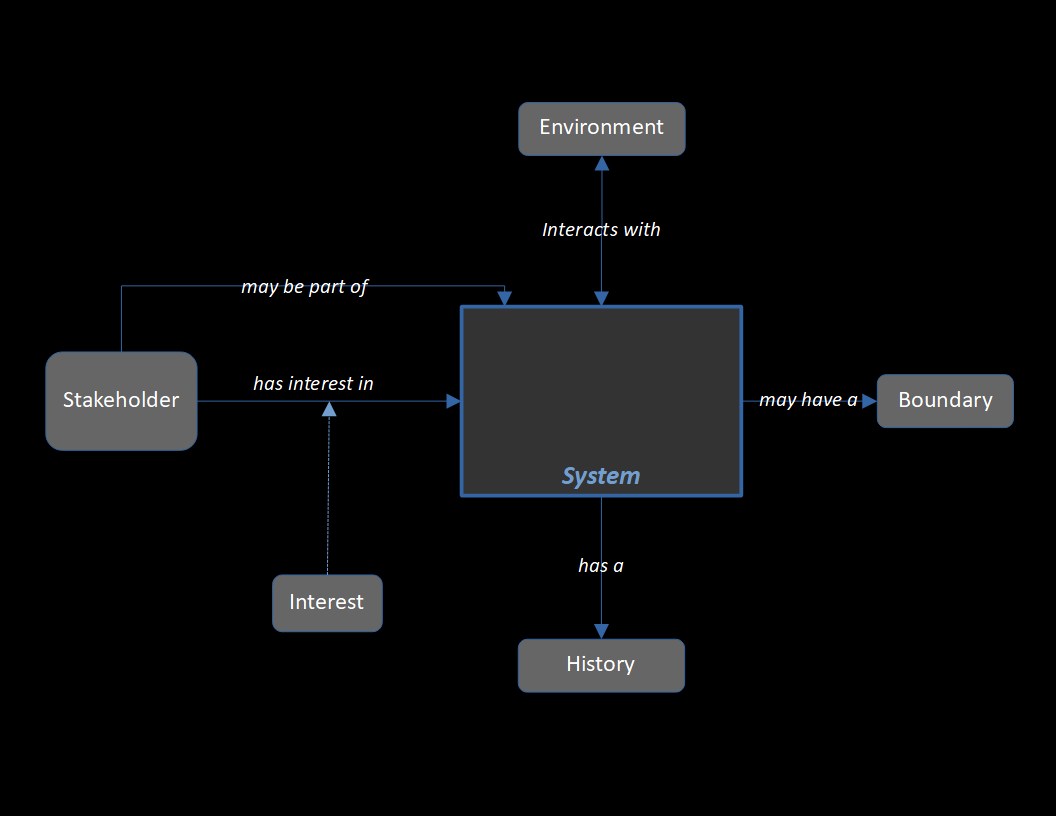 Environment
Interacts with
may be part of
has interest in
Stakeholder
may have a
Boundary
System
has a
Interest
History